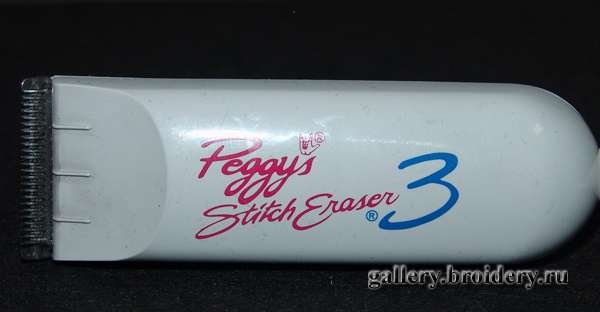 Peggy's ®
Stitch Eraser ® 3
gallery.broidery.ru